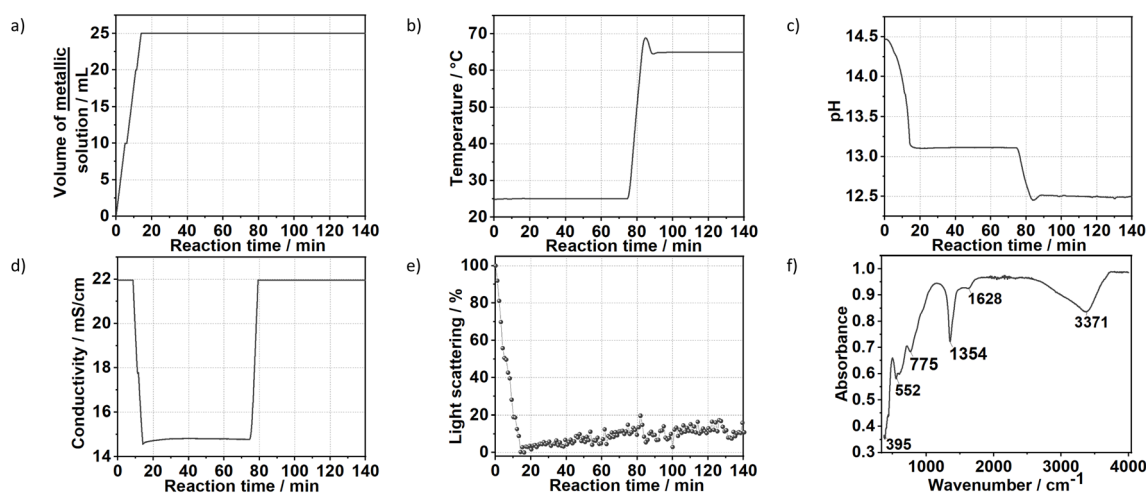 a)
Volume of metallic
solution / mL
25
20
15
10
5
0
0 20 40 60 80 100 120 140
Reaction time / min
b)
Temperature / °C
70
60
50
40
30
20
0 20 40 60 80 100 120 140
Reaction time / min
c)
pH
14.5
14.0
13.5
13.0
12.5
0 20 40 60 80 100 120 140
Reaction time / min
d)
Conductivity / mS/cm
22
20
18
16
14
0 20 40 60 80 100 120 140
Reaction time / min
e)
Light scattering / %
100
80
60
40
20
0
0 20 40 60 80 100 120 140
Reaction time / min
f)
Absorbance
1.0
0.9
0.8
0.7
0.6
0.5
0.4
0.3
395
552
775
1354
1628
3371
1000 2000 3000 4000
Wavenumber / cm⁻¹